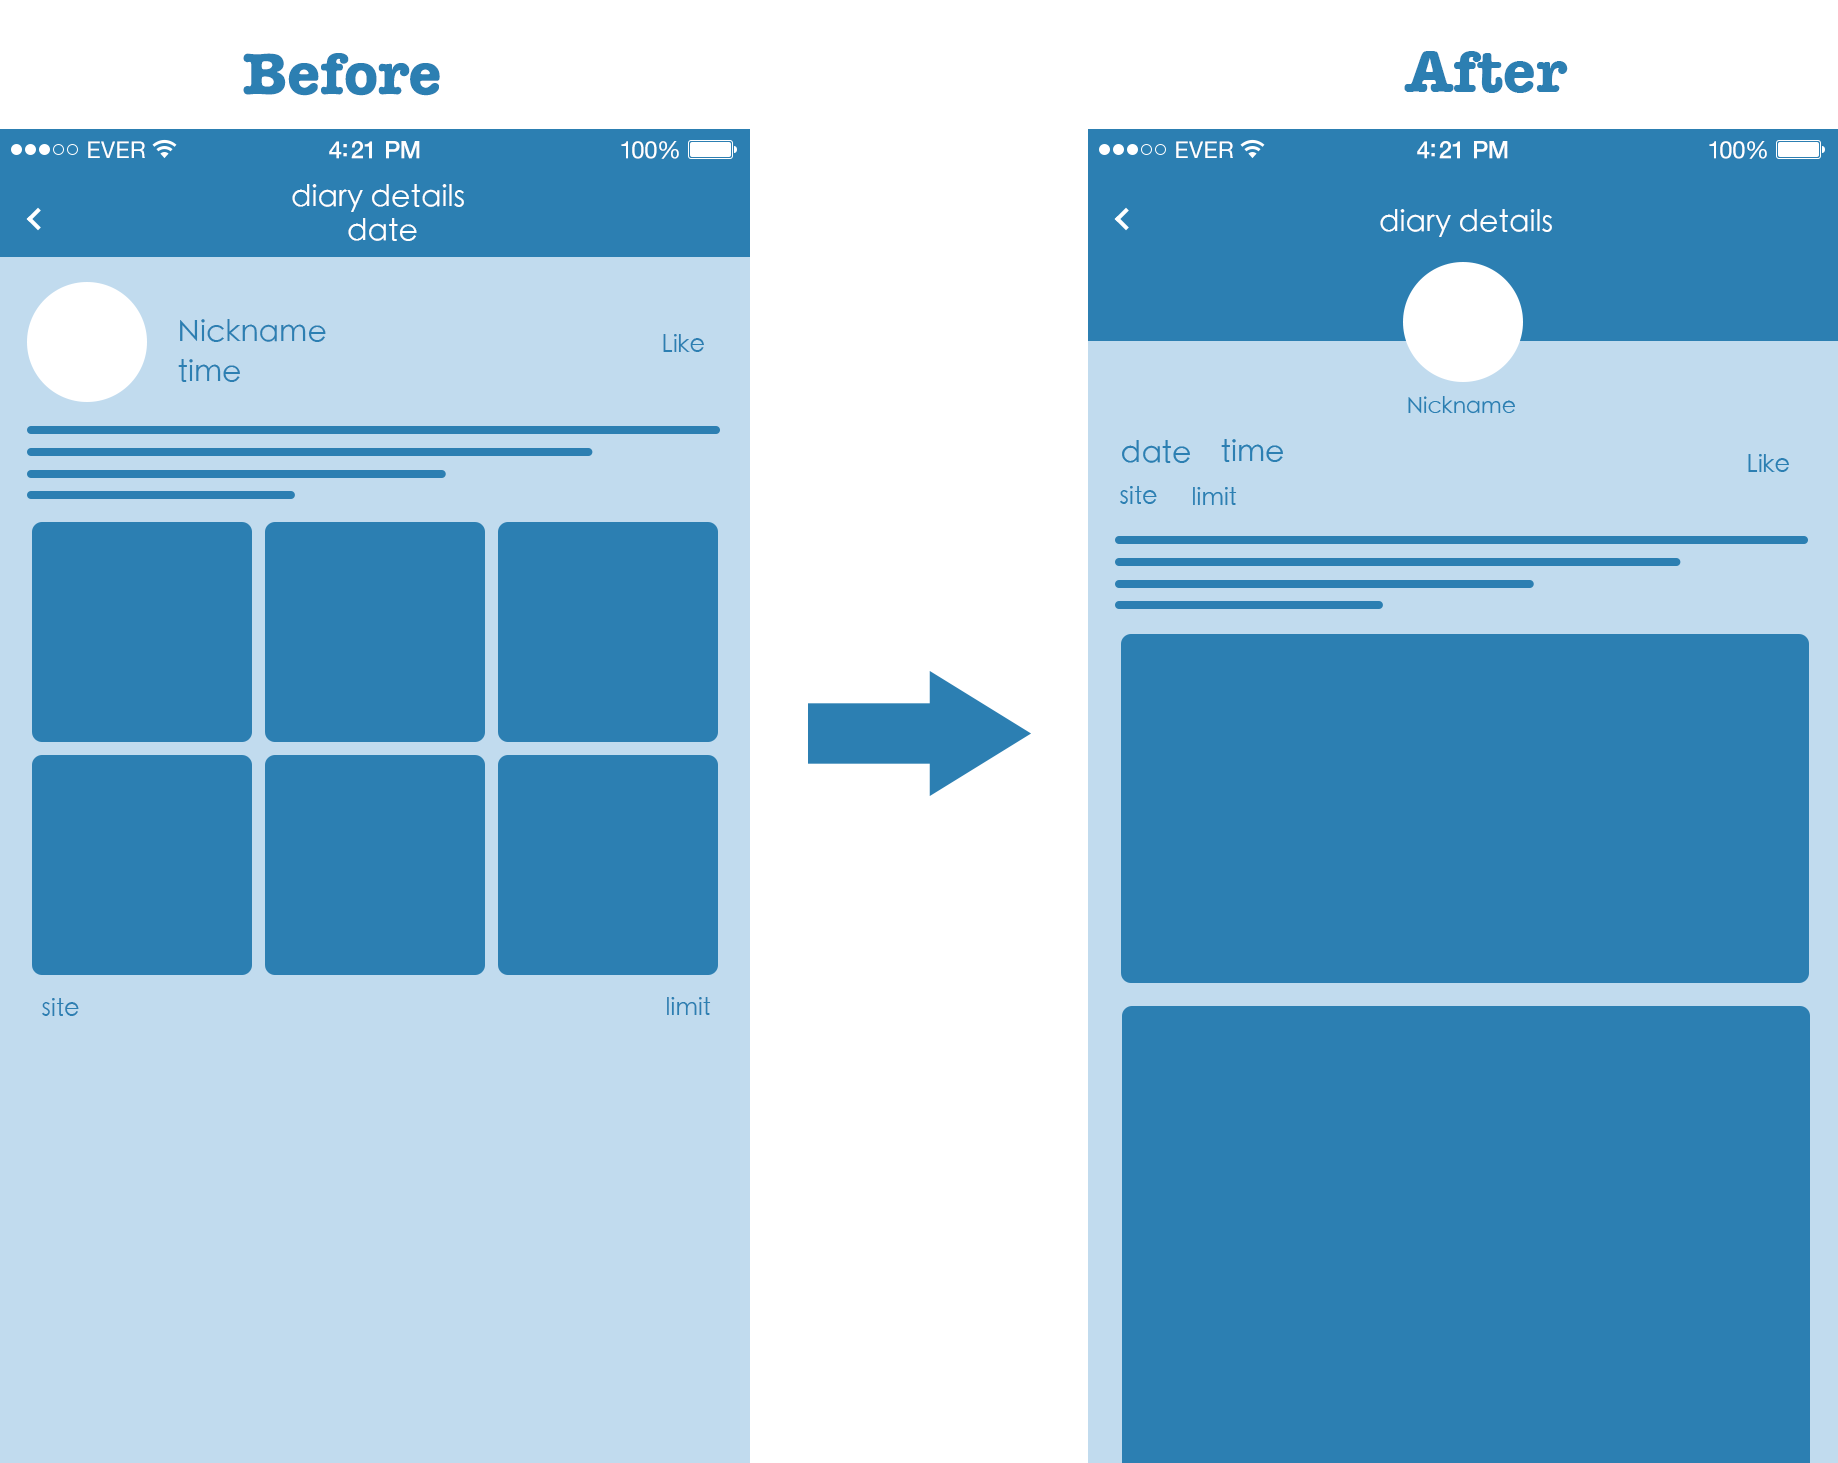 Before
EVER 4:21 PM 100%
diary details
date
Nickname
time
Like
site
limit
After
EVER 4:21 PM 100%
diary details
Nickname
date time
Like
site limit